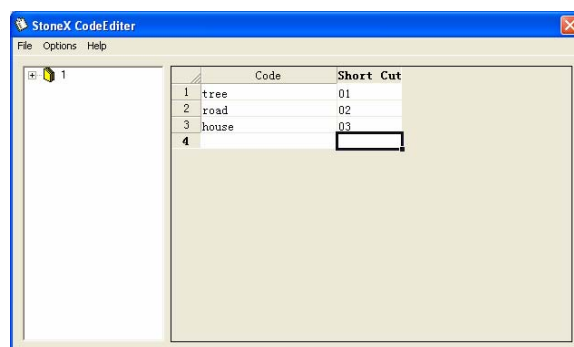 StoneX CodeEditer
File Options Help
1
Code Short Cut
1 tree 01
2 road 02
3 house 03
4